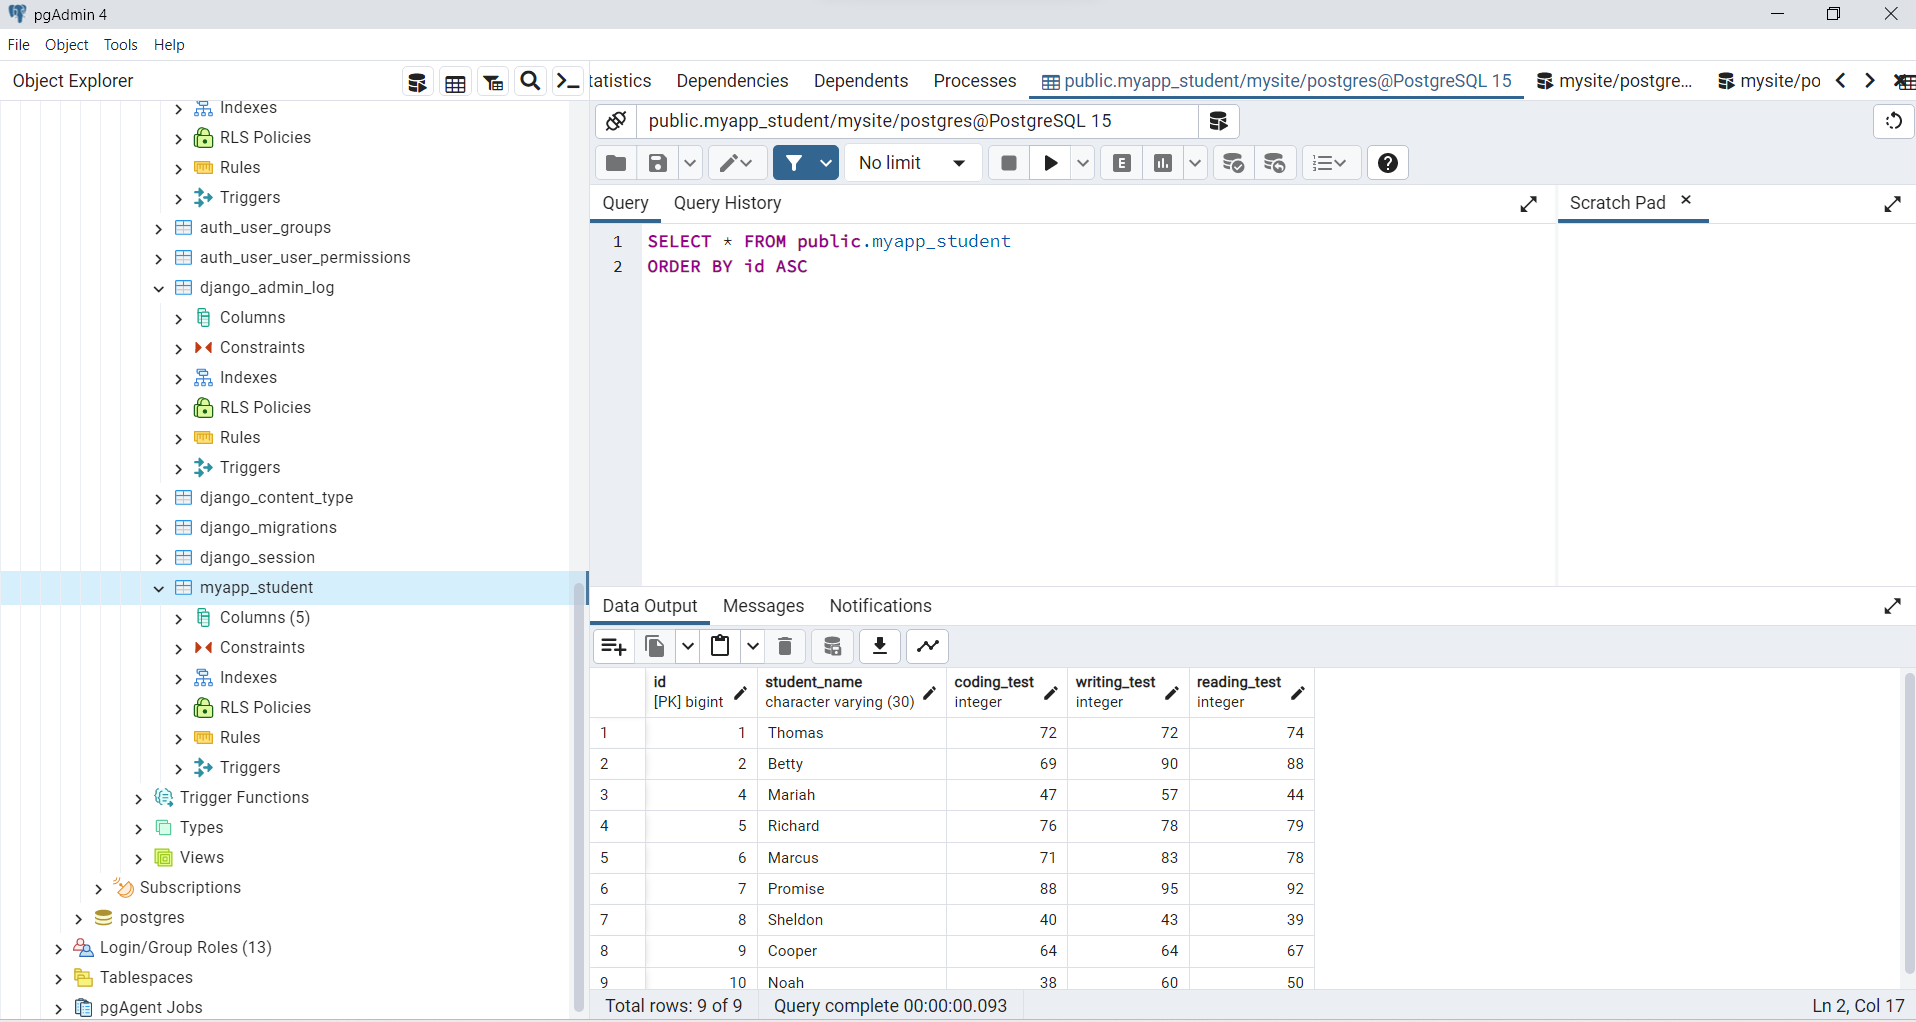 pgAdmin 4
File Object Tools Help
Object Explorer
tatistics Dependencies Dependents Processes public.myapp_student/mysite/postgres@PostgreSQL 15 mysite/postgre... mysite/po
public.myapp_student/mysite/postgres@PostgreSQL 15
No limit
E
Query Query History
Scratch Pad
1 SELECT * FROM public.myapp_student
2 ORDER BY id ASC
Indexes
RLS Policies
Rules
Triggers
auth_user_groups
auth_user_user_permissions
django_admin_log
Columns
Constraints
Indexes
RLS Policies
Rules
Triggers
django_content_type
django_migrations
django_session
myapp_student
Columns (5)
Constraints
Indexes
RLS Policies
Rules
Triggers
Trigger Functions
Types
Views
Subscriptions
postgres
Login/Group Roles (13)
Tablespaces
pgAgent Jobs
Data Output Messages Notifications
id student_name coding_test writing_test reading_test
[PK] bigint character varying (30) integer integer integer
1 1 Thomas 72 72 74
2 2 Betty 69 90 88
3 4 Mariah 47 57 44
4 5 Richard 76 78 79
5 6 Marcus 71 83 78
6 7 Promise 88 95 92
7 8 Sheldon 40 43 39
8 9 Cooper 64 64 67
9 10 Noah 38 60 50
Total rows: 9 of 9 Query complete 00:00:00.093
Ln 2, Col 17